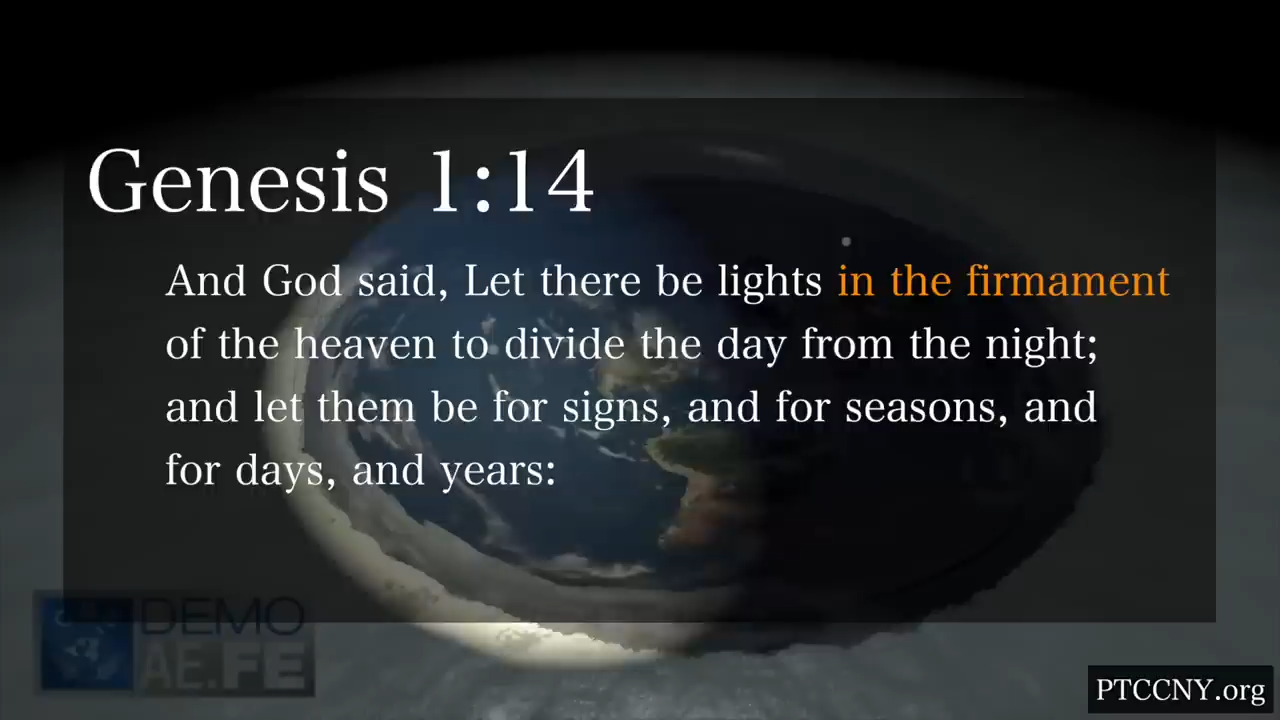 Genesis 1:14
And God said, Let there be lights in the firmament
of the heaven to divide the day from the night;
and let them be for signs, and for seasons, and
for days, and years:
DEMO
AE.FE
PTCCNY.org